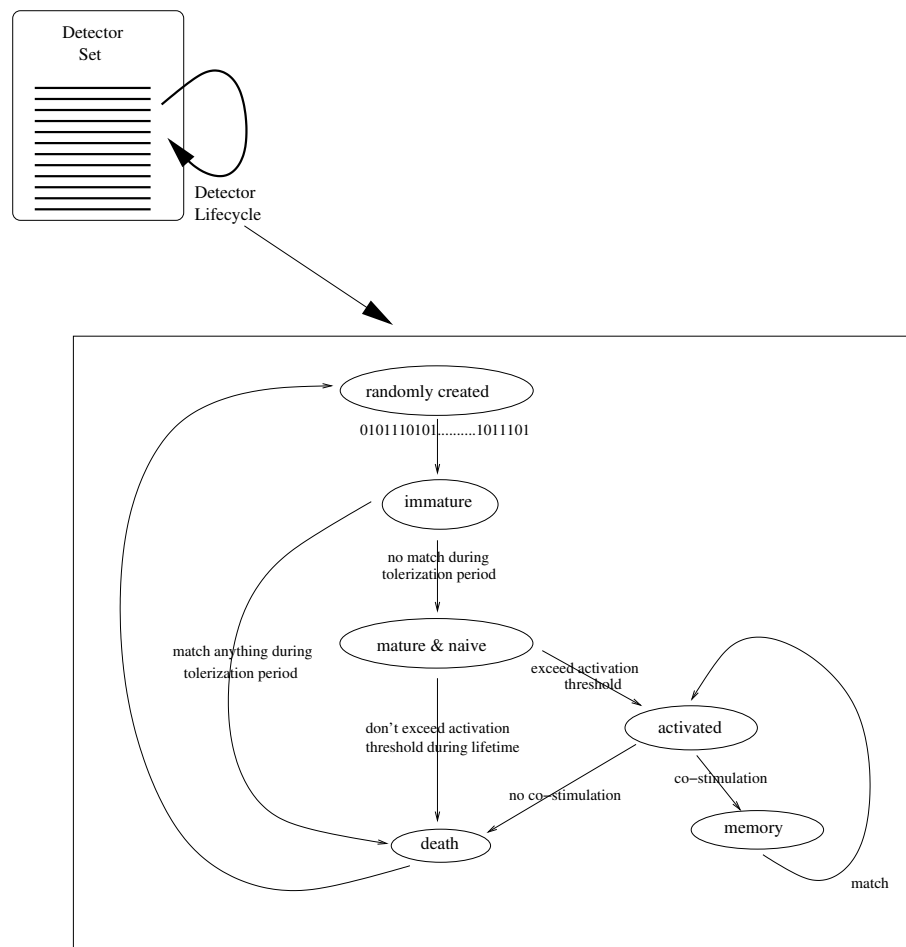 Detector
Set
Detector
Lifecycle
randomly created
0101110101..........1011101
immature
no match during
tolerization period
match anything during
tolerization period
mature & naive
exceed activation
threshold
don't exceed activation
threshold during lifetime
activated
no co−stimulation
co−stimulation
memory
death
match